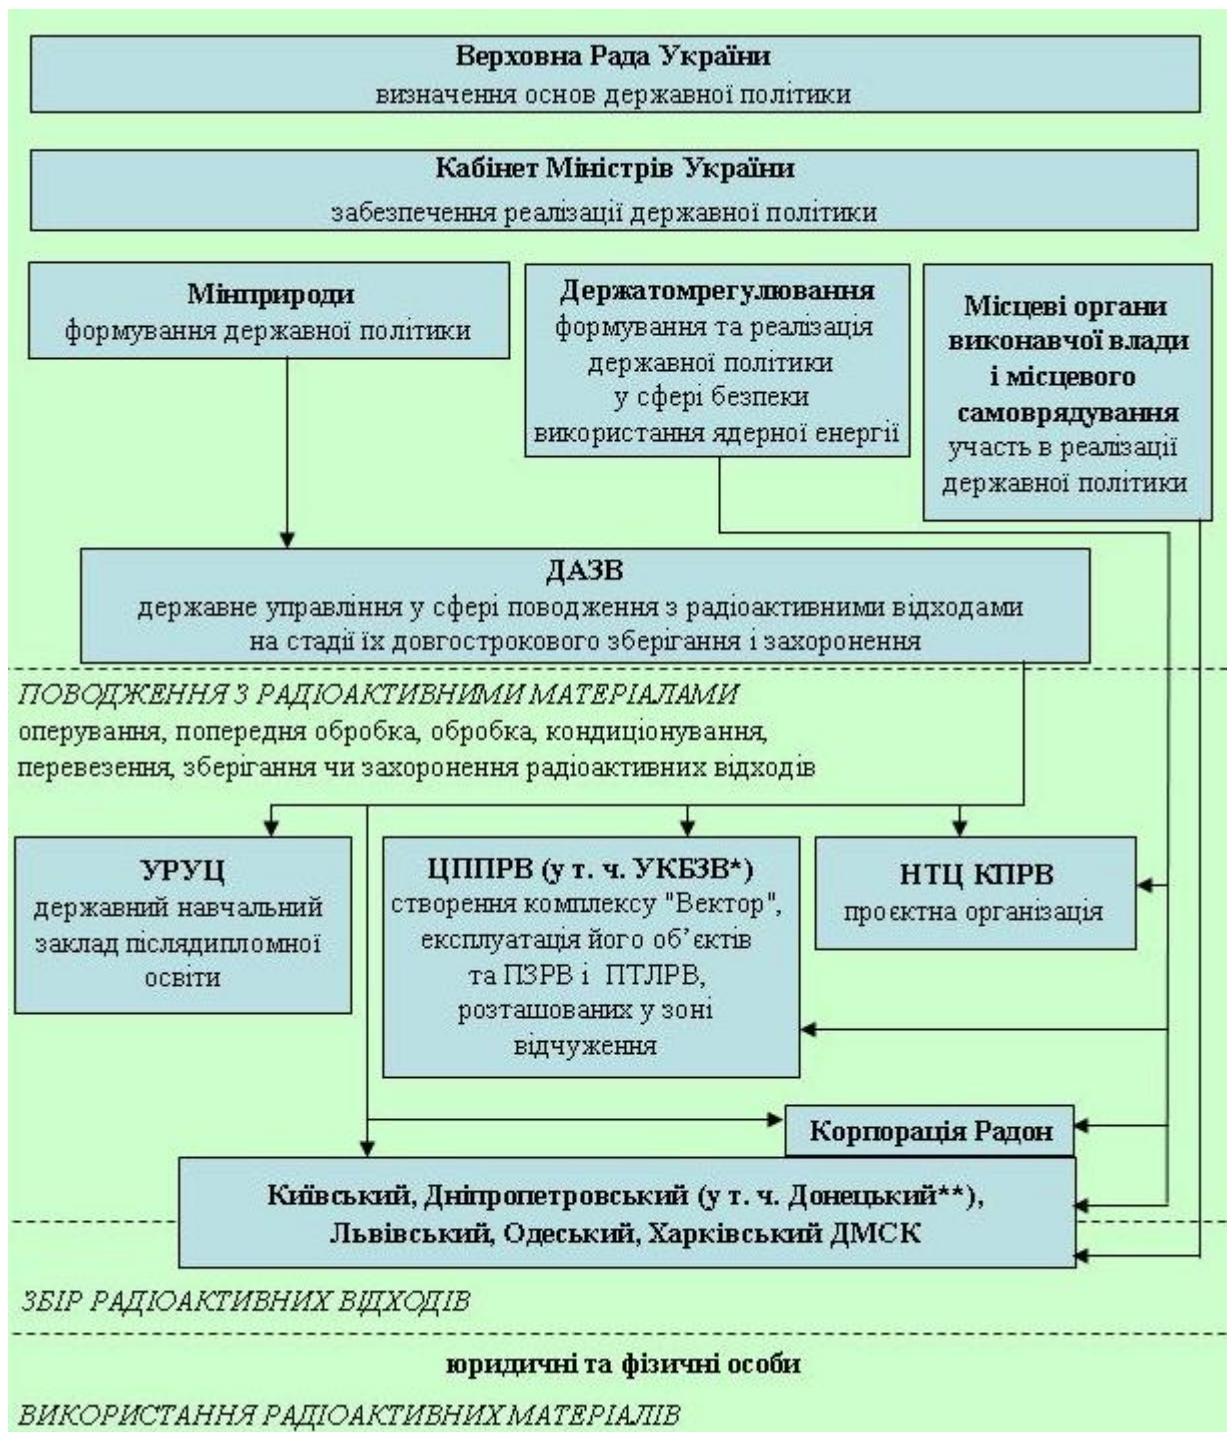 Верховна Рада України
визначення основ державної політики
Кабінет Міністрів України
забезпечення реалізації державної політики
Мінприроди
формування державної політики
Держатомрегулювання
формування та реалізація
державної політики
у сфері безпеки
використання ядерної енергії
Місцеві органи
виконавчої влади
і місцевого
самоврядування
участь в реалізації
державної політики
ДАЗВ
державне управління у сфері поводження з радіоактивними відходами
на стадії їх довгострокового зберігання і захоронення
ПОВОДЖЕННЯ З РАДІОАКТИВНИМИ МАТЕРІАЛАМИ
оперування, попередня обробка, обробка, кондиціонування,
перевезення, зберігання чи захоронення радіоактивних відходів
УРУЦ
державний навчальний
заклад післядипломної
освіти
ЦППРВ (у т. ч. УКБЗВ*)
створення комплексу "Вектор",
експлуатація його об’єктів
та ПЗРВ і ПТЛРВ,
розташованих у зоні
відчуження
НТЦ КПРВ
проєктна організація
Корпорація Радон
Київський, Дніпропетровський (у т. ч. Донецький**),
Львівський, Одеський, Харківський ДМСК
ЗБІР РАДІОАКТИВНИХ ВІДХОДІВ
юридичні та фізичні особи
ВИКОРИСТАННЯ РАДІОАКТИВНИХ МАТЕРІАЛІВ